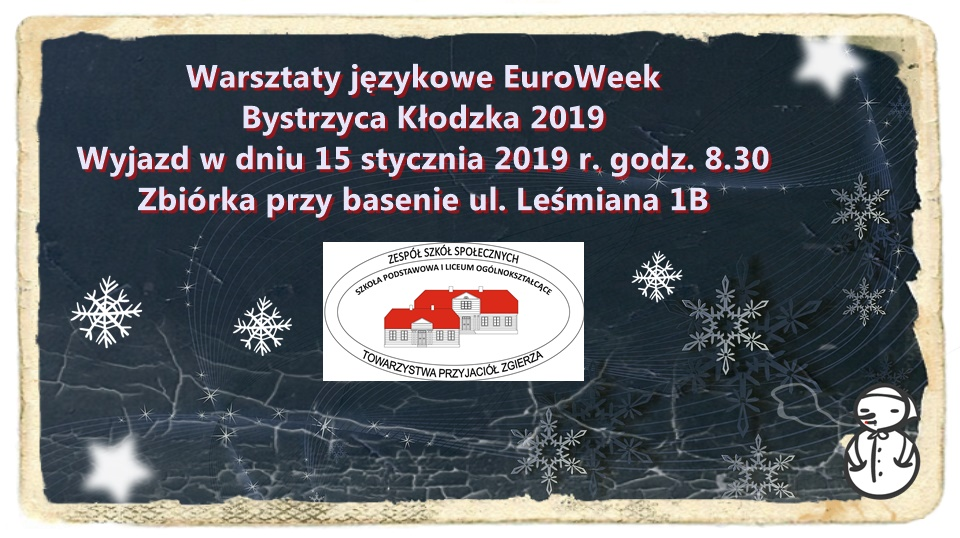 Warsztaty językowe EuroWeek
Bystrzyca Kłodzka 2019
Wyjazd w dniu 15 stycznia 2019 r. godz. 8.30
Zbiórka przy basenie ul. Leśmiana 1B
ZESPÓŁ SZKÓŁ SPOŁECZNYCH
SZKOŁA PODSTAWOWA I LICEUM OGÓLNOKSZTAŁCĄCE
TOWARZYSTWA PRZYJACIÓŁ ZGIERZA